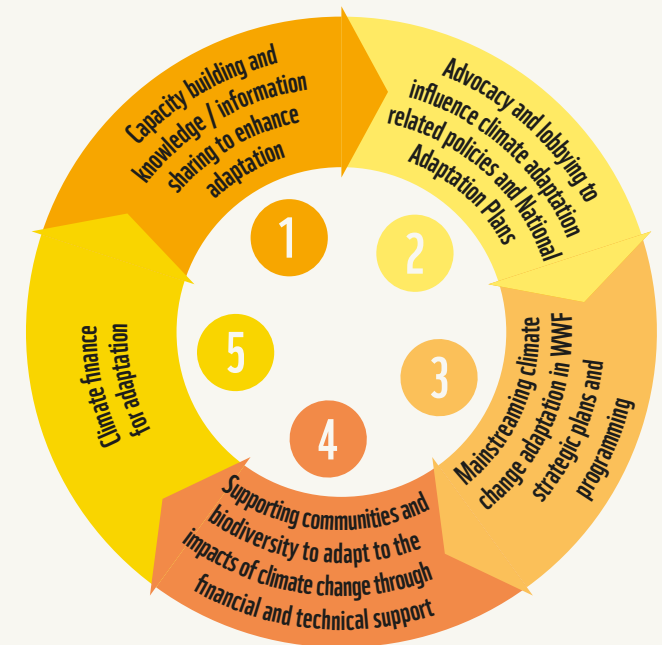 Capacity building and
knowledge / information
sharing to enhance
adaptation
1
Advocacy and lobbying to
influence climate adaptation
related policies and National
Adaptation Plans
2
Mainstreaming climate
change adaptation in WWF
strategic plans and
programming
3
Supporting communities and
biodiversity to adapt to the
impacts of climate change through
financial and technical support
4
Climate finance
for adaptation
5